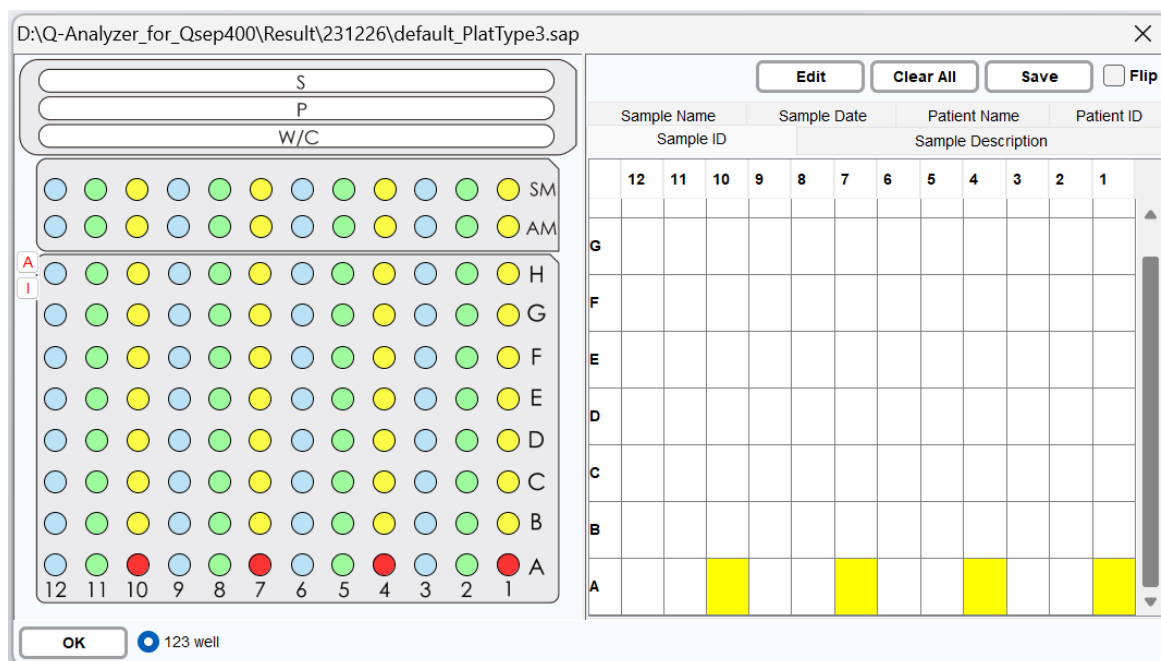 D:\Q-Analyzer_for_Qsep400\Result\231226\default_PlatType3.sap
S
P
W/C
SM
AM
A
I
H
G
F
E
D
C
B
A
12 11 10 9 8 7 6 5 4 3 2 1
Edit Clear All Save Flip
Sample Name Sample Date Patient Name Patient ID
Sample ID Sample Description
12 11 10 9 8 7 6 5 4 3 2 1
G
F
E
D
C
B
A
OK 123 well